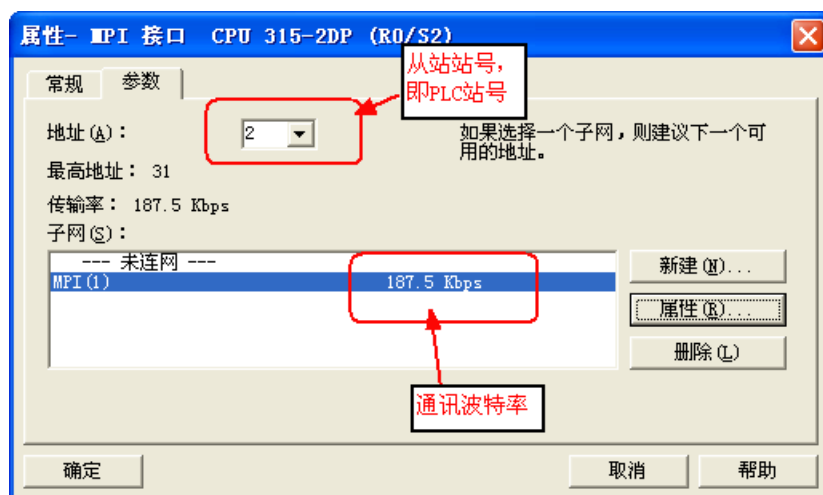 属性- MPI 接口 CPU 315-2DP (R0/S2)
常规
参数
从站站号,
即PLC站号
地址(A):
2
如果选择一个子网,则建议下一个可
用的地址。
最高地址: 31
传输率: 187.5 Kbps
子网(S):
--- 未连网 ---
MPI(1) 187.5 Kbps
新建(N)...
属性(R)...
删除(L)
通讯波特率
确定
取消
帮助